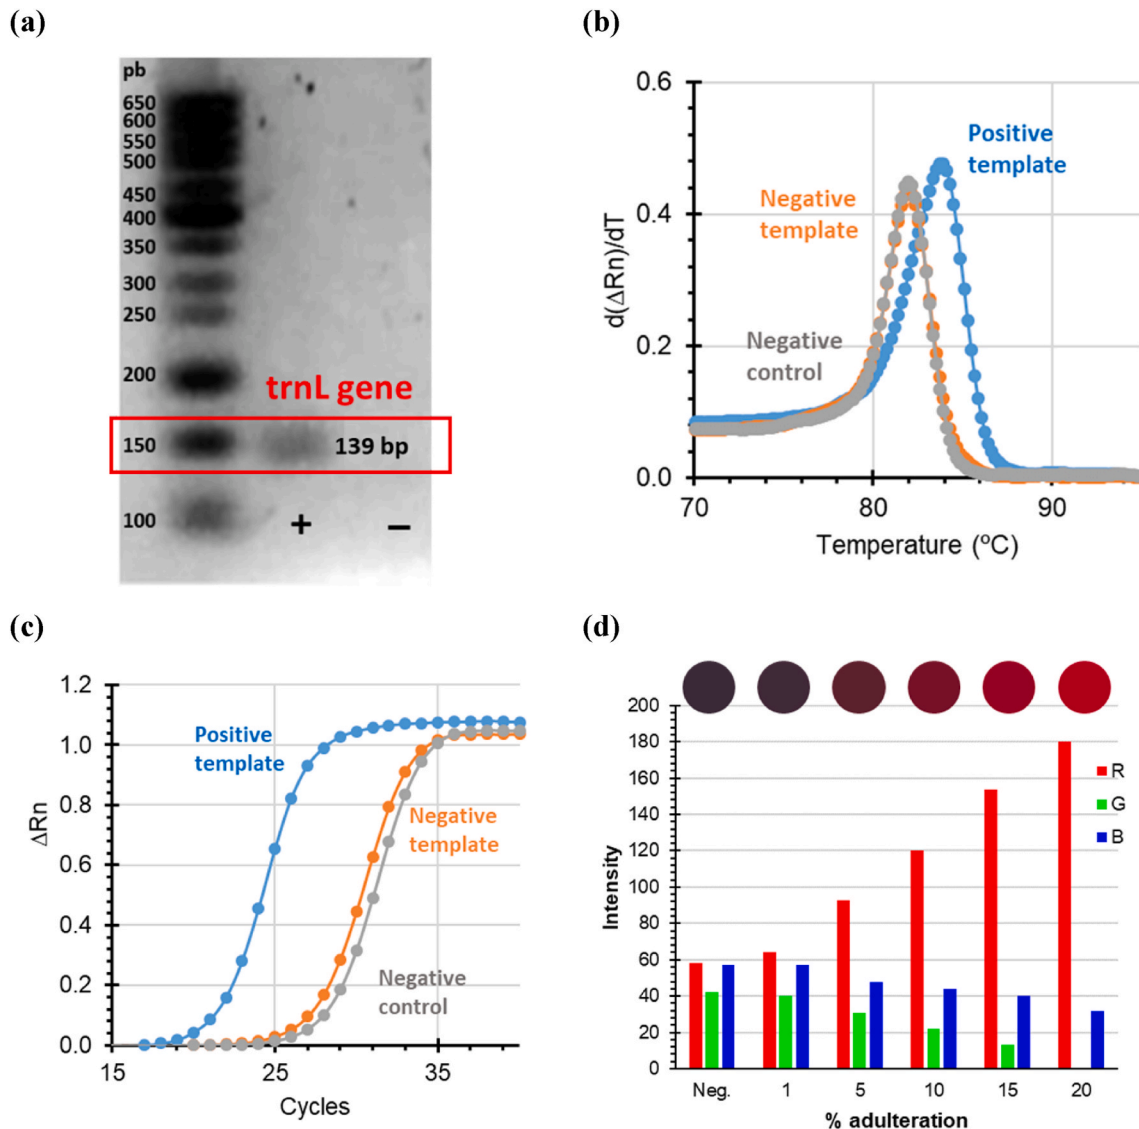 (a)
pb
650
600
550
500
450
400
350
300
250
200
trnL gene
150
139 bp
100
+
−
(b)
0.6
0.4
0.2
0.0
d(ΔRn)/dT
Positive
template
Negative
template
Negative
control
70
80
90
Temperature (ºC)
(c)
1.2
1.0
0.8
0.6
0.4
0.2
0.0
ΔRn
Positive
template
Negative
template
Negative
control
15
25
35
Cycles
(d)
200
180
160
140
120
100
80
60
40
20
0
Intensity
R
G
B
Neg.
1
5
10
15
20
% adulteration